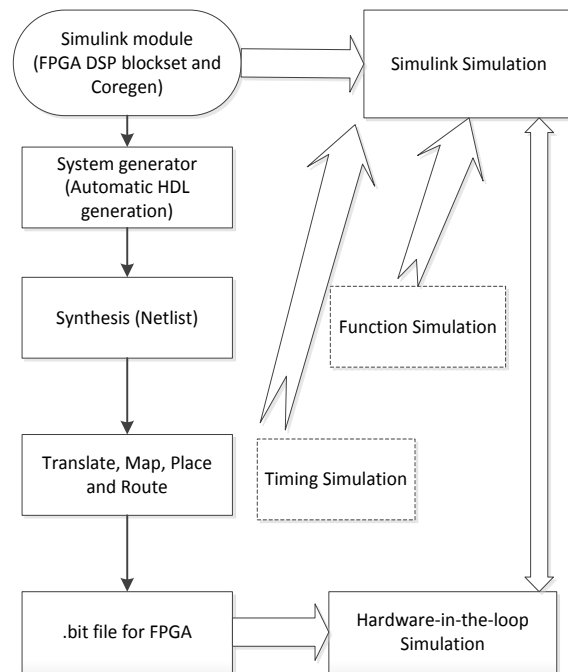 Simulink module
(FPGA DSP blockset and
Coregen)
Simulink Simulation
System generator
(Automatic HDL
generation)
Synthesis (Netlist)
Function Simulation
Translate, Map, Place
and Route
Timing Simulation
.bit file for FPGA
Hardware-in-the-loop
Simulation